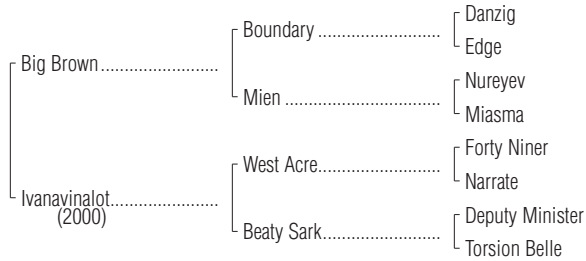 Danzig
Boundary ..............................
Edge
Big Brown.............................
Nureyev
Mien ......................................
Miasma
Forty Niner
West Acre..............................
Narrate
Ivanavinalot..........................
(2000)
Deputy Minister
Beaty Sark.............................
Torsion Belle